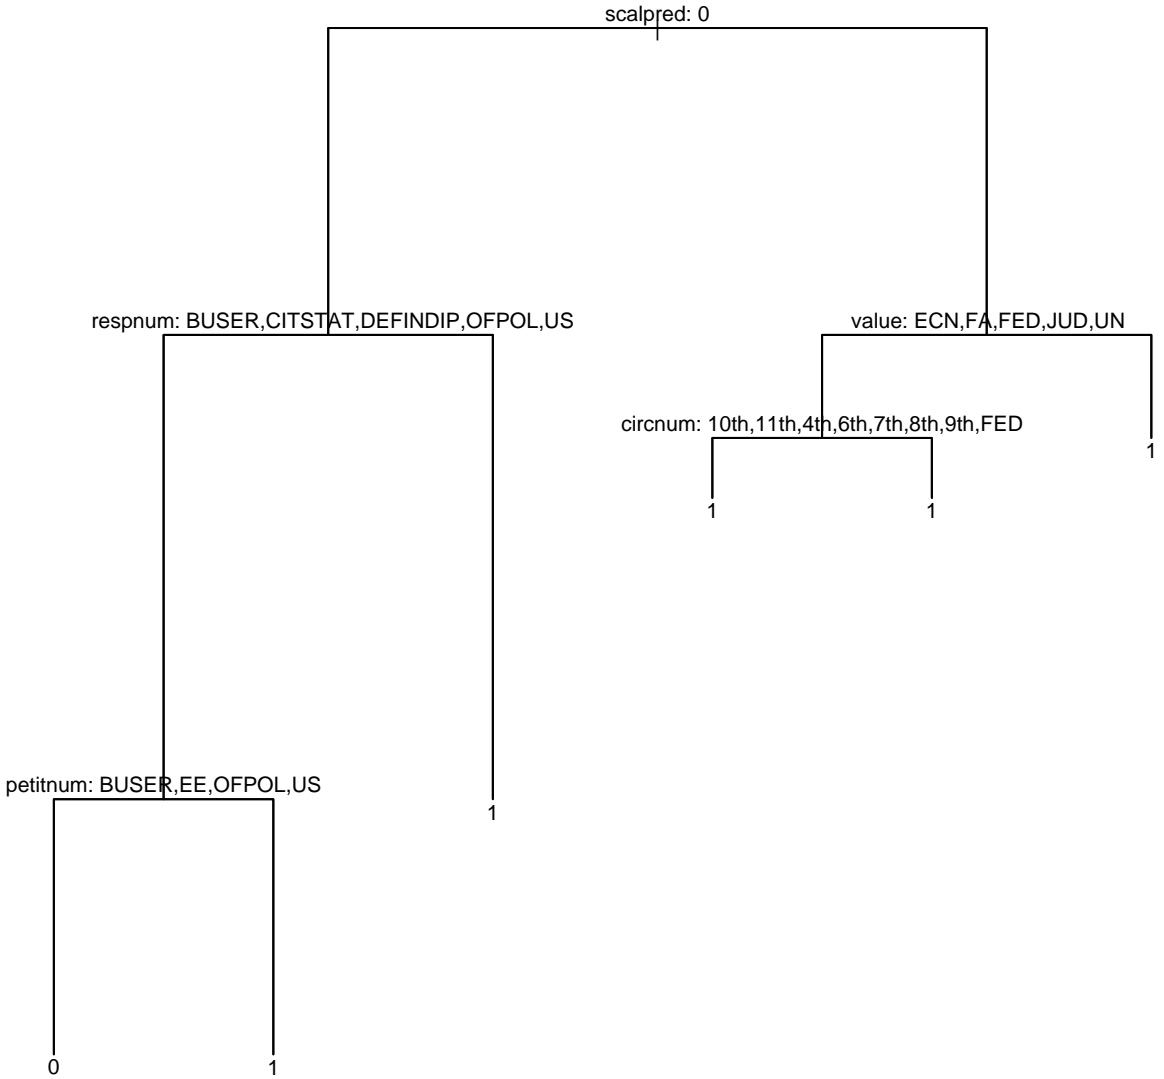 scalpred: 0
respnum: BUSER,CITSTAT,DEFINDIP,OFPOL,US
value: ECN,FA,FED,JUD,UN
circnum: 10th,11th,4th,6th,7th,8th,9th,FED
1
1
1
petitnum: BUSER,EE,OFPOL,US
1
0
1